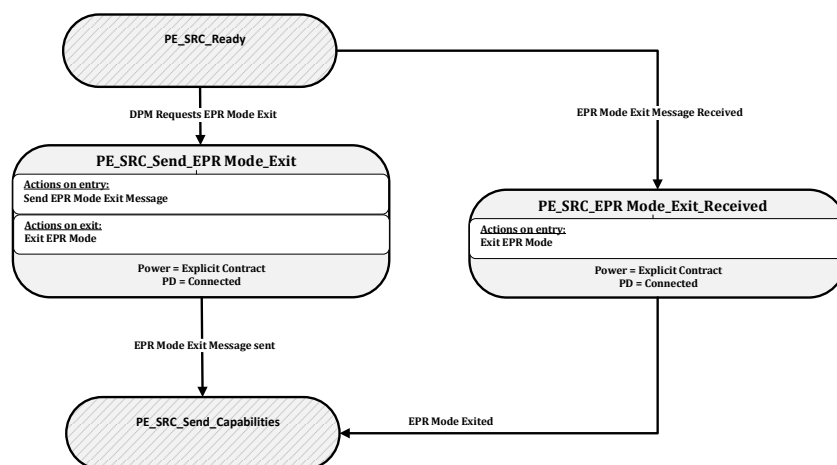 PE_SRC_Ready
DPM Requests EPR Mode Exit
EPR Mode Exit Message Received
PE_SRC_Send_EPR Mode_Exit
Actions on entry:
Send EPR Mode Exit Message
Actions on exit:
Exit EPR Mode
Power = Explicit Contract
PD = Connected
PE_SRC_EPR Mode_Exit_Received
Actions on entry:
Exit EPR Mode
Power = Explicit Contract
PD = Connected
EPR Mode Exit Message sent
EPR Mode Exited
PE_SRC_Send_Capabilities